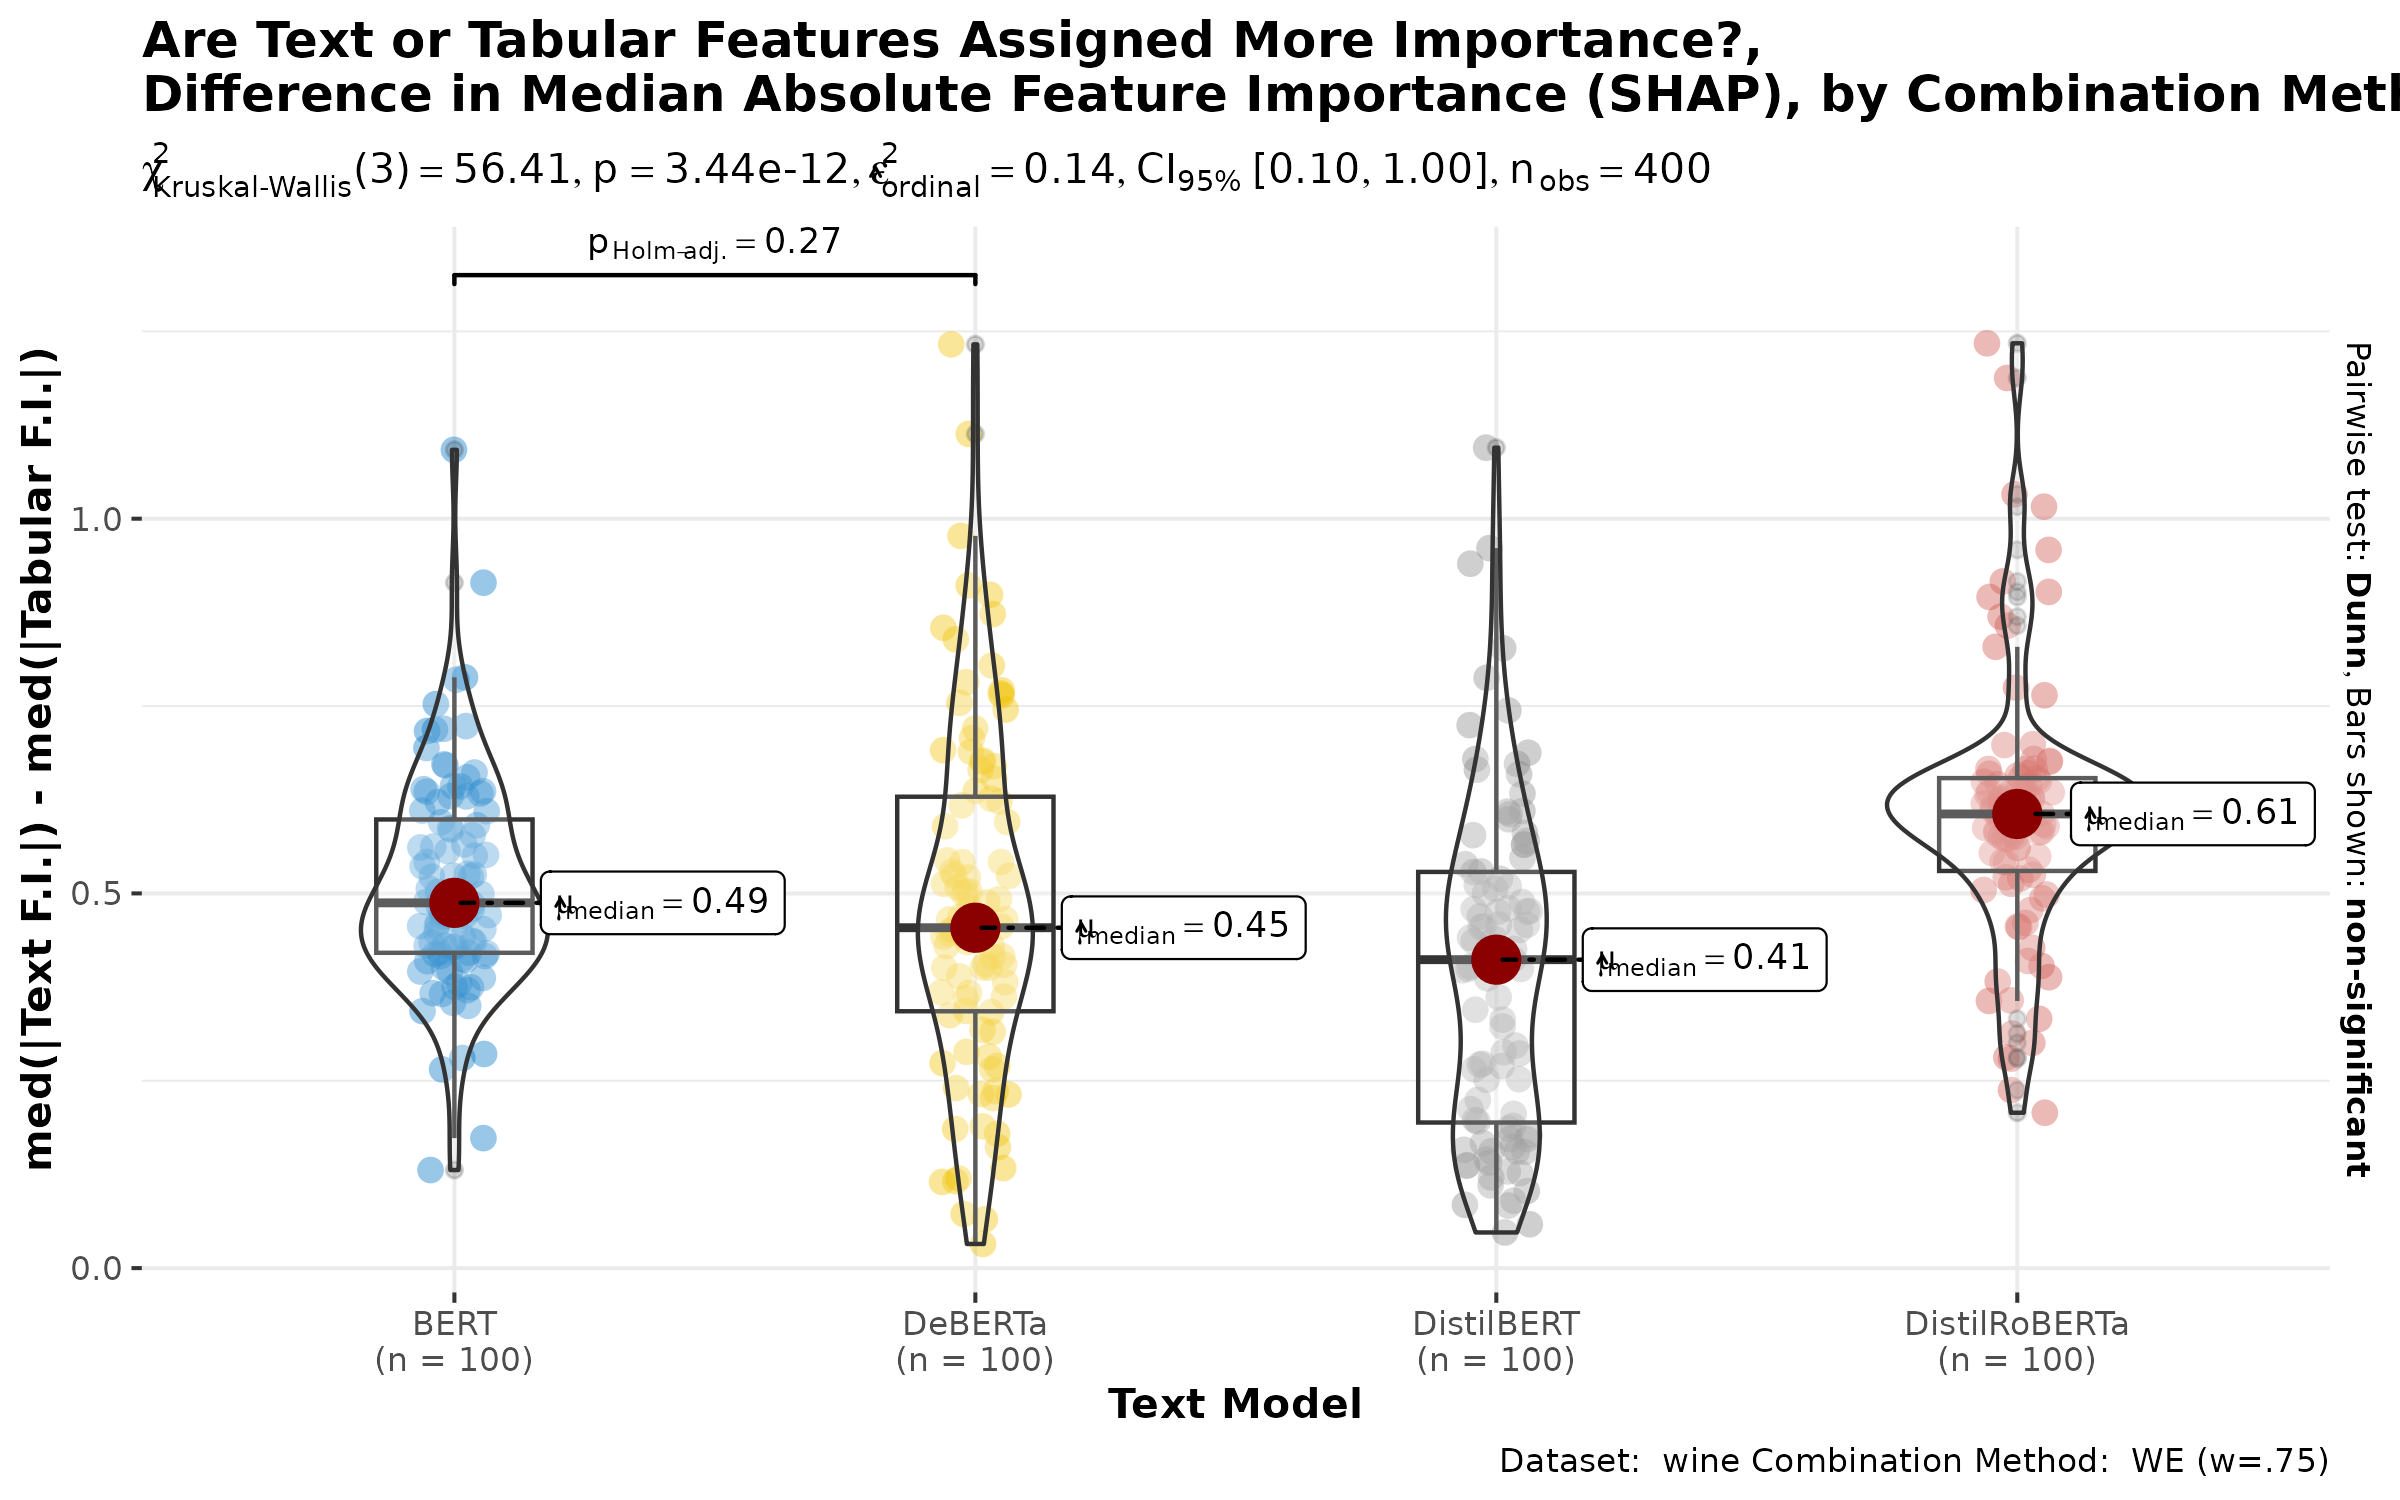 Are Text or Tabular Features Assigned More Importance?,
Difference in Median Absolute Feature Importance (SHAP), by Combination Meth
χ²Kruskal-Wallis(3) = 56.41, p = 3.44e-12, ε̂²ordinal = 0.14, CI95% [0.10, 1.00], nobs = 400
pHolm-adj. = 0.27
med(|Text F.I.|) - med(|Tabular F.I.|)
1.0
0.5
0.0
μ̂median = 0.49
μ̂median = 0.45
μ̂median = 0.41
μ̂median = 0.61
Pairwise test: Dunn, Bars shown: non-significant
BERT
(n = 100)
DeBERTa
(n = 100)
DistilBERT
(n = 100)
DistilRoBERTa
(n = 100)
Text Model
Dataset:  wine Combination Method:  WE (w=.75)